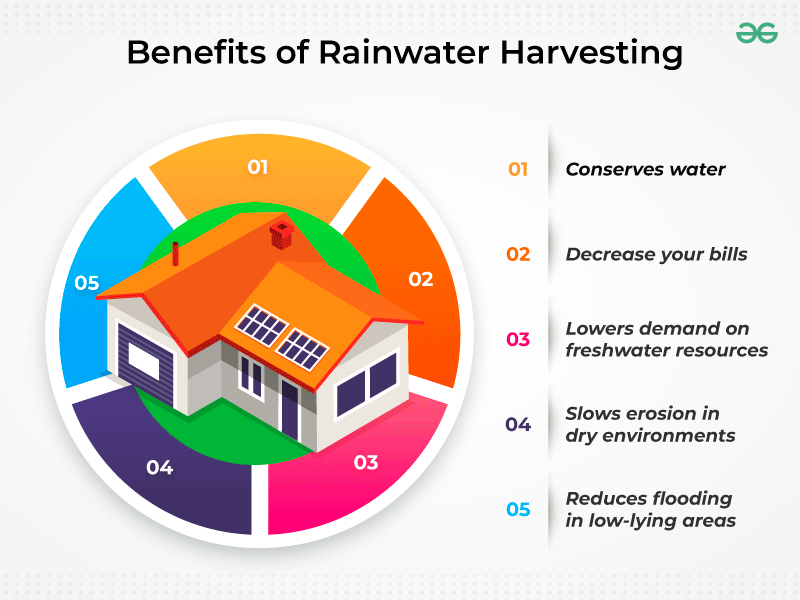 Benefits of Rainwater Harvesting
01
02
03
04
05
01
Conserves water
02
Decrease your bills
03
Lowers demand on
freshwater resources
04
Slows erosion in
dry environments
05
Reduces flooding
in low-lying areas